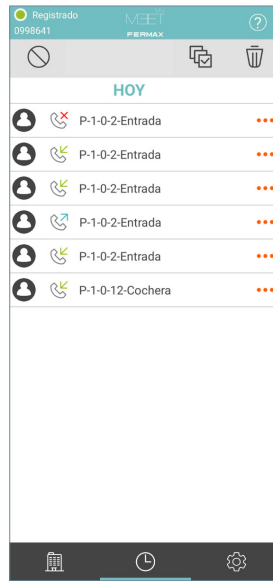 Registrado
0998641
MEET
FERMAX
?
HOY
P-1-0-2-Entrada
P-1-0-2-Entrada
P-1-0-2-Entrada
P-1-0-2-Entrada
P-1-0-2-Entrada
P-1-0-12-Cochera